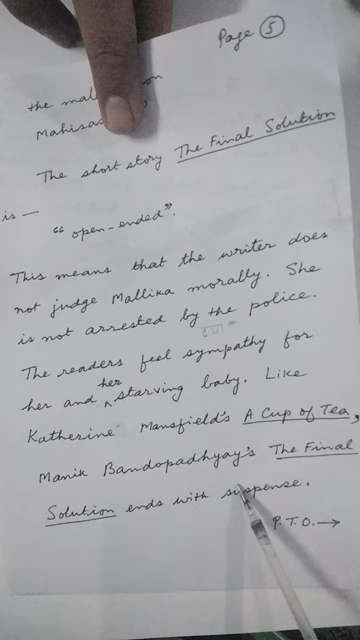 Page 5
the mal
Mahisa
The short story The Final Solution
is —
"open-ended".
This means that the writer does
not judge Mallika morally. She
is not arrested by the police.
The readers feel sympathy for
her and her starving baby. Like
Katherine Mansfield's A Cup of Tea,
Manik Bandopadhyay's The Final
Solution ends with suspense.
P.T.O. →